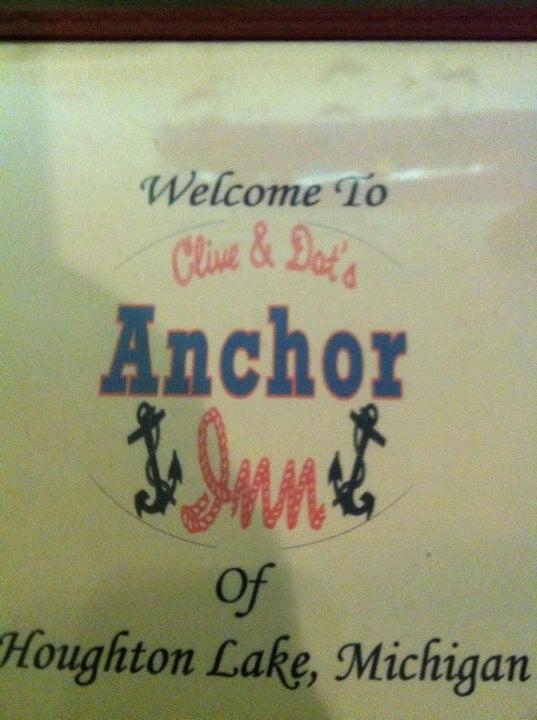 Welcome To
Clive & Dot's
Anchor
Inn
Of
Houghton Lake, Michigan